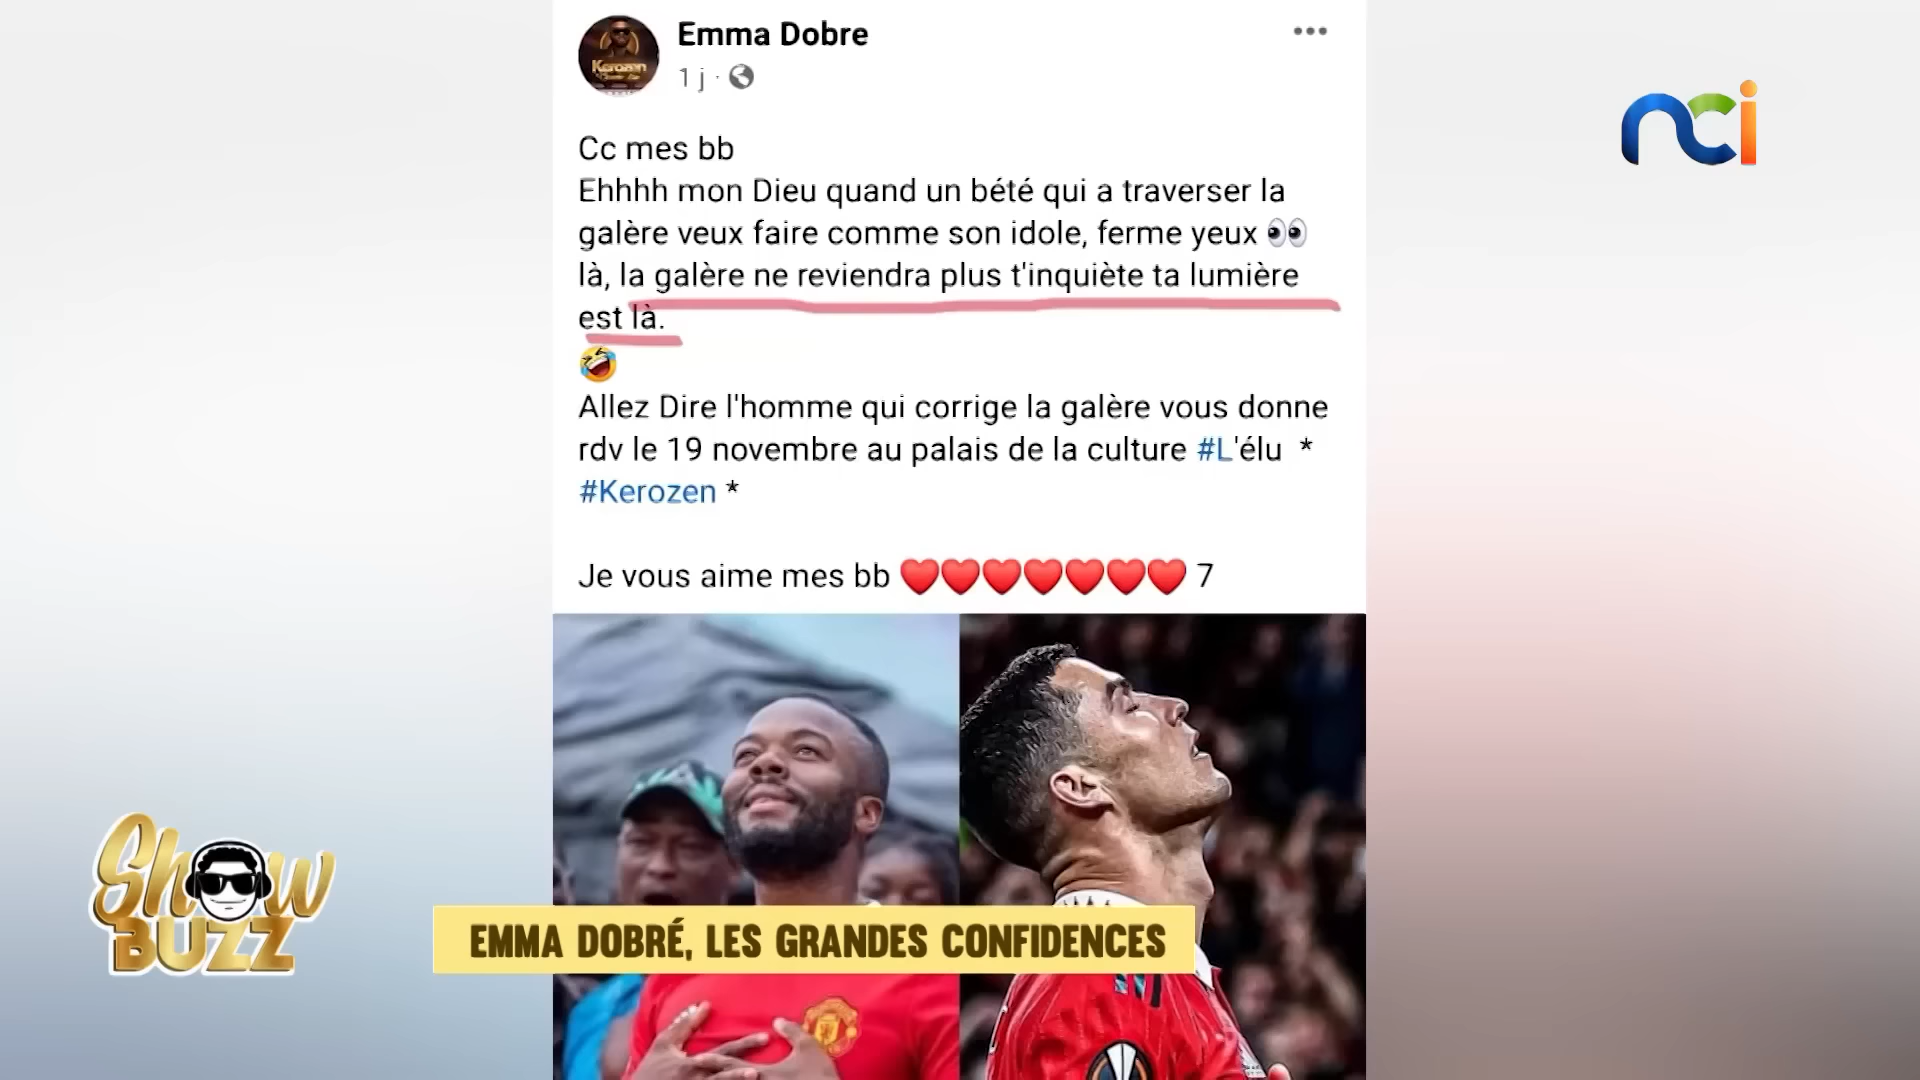 Emma Dobre
1 j ·
Cc mes bb
Ehhhh mon Dieu quand un bété qui a traverser la
galère veux faire comme son idole, ferme yeux 👀
là, la galère ne reviendra plus t'inquiète ta lumière
est là.
🤣
Allez Dire l'homme qui corrige la galère vous donne
rdv le 19 novembre au palais de la culture #L'élu *
#Kerozen *
Je vous aime mes bb ❤️❤️❤️❤️❤️❤️❤️ 7
nci
Kerozen
Show
BUZZ
EMMA DOBRÉ, LES GRANDES CONFIDENCES